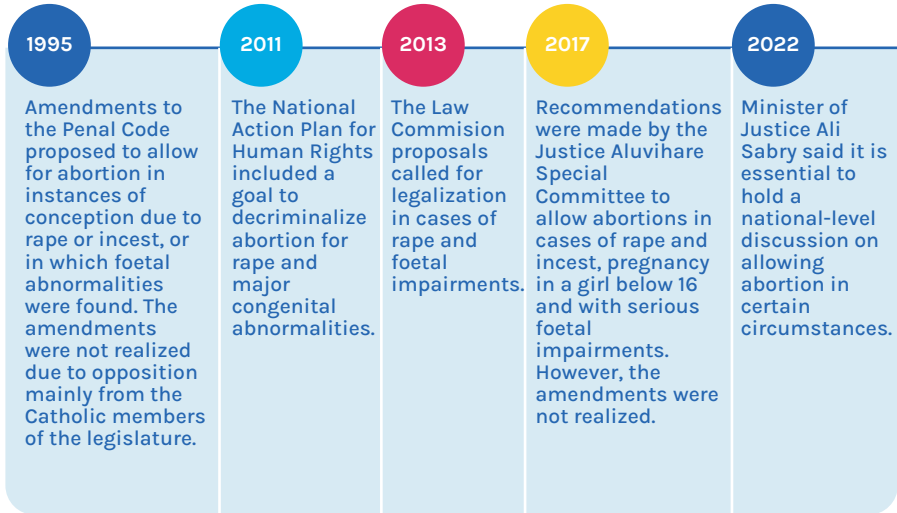 1995
Amendments to
the Penal Code
proposed to allow
for abortion in
instances of
conception due to
rape or incest, or
in which foetal
abnormalities
were found. The
amendments
were not realized
due to opposition
mainly from the
Catholic members
of the legislature.
2011
The National
Action Plan for
Human Rights
included a
goal to
decriminalize
abortion for
rape and
major
congenital
abnormalities.
2013
The Law
Commision
proposals
called for
legalization
in cases of
rape and
foetal
impairments.
2017
Recommendations
were made by the
Justice Aluvihare
Special
Committee to
allow abortions in
cases of rape and
incest, pregnancy
in a girl below 16
and with serious
foetal
impairments.
However, the
amendments were
not realized.
2022
Minister of
Justice Ali
Sabry said it is
essential to
hold a
national-level
discussion on
allowing
abortion in
certain
circumstances.